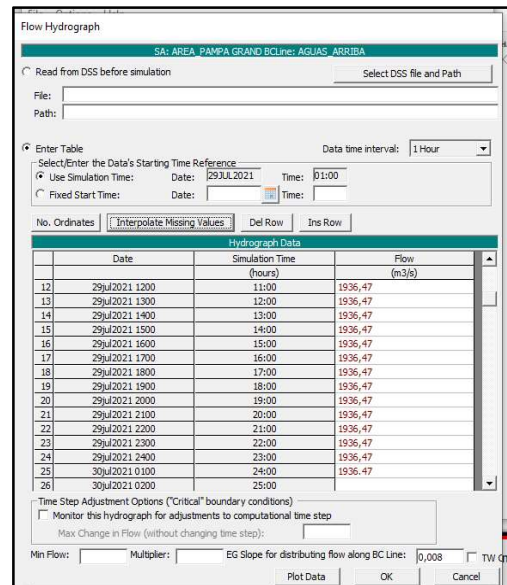 Flow Hydrograph
SA: AREA_PAMPA GRAND BCLine: AGUAS_ARRIBA
Read from DSS before simulation
Select DSS file and Path
File:
Path:
Enter Table
Data time interval: 1 Hour
Select/Enter the Data's Starting Time Reference
Use Simulation Time: Date: 29JUL2021 Time: 01:00
Fixed Start Time: Date: Time:
No. Ordinates Interpolate Missing Values Del Row Ins Row
Hydrograph Data
Date Simulation Time Flow
(hours) (m3/s)
12 29jul2021 1200 11:00 1936,47
13 29jul2021 1300 12:00 1936,47
14 29jul2021 1400 13:00 1936,47
15 29jul2021 1500 14:00 1936,47
16 29jul2021 1600 15:00 1936,47
17 29jul2021 1700 16:00 1936,47
18 29jul2021 1800 17:00 1936,47
19 29jul2021 1900 18:00 1936,47
20 29jul2021 2000 19:00 1936,47
21 29jul2021 2100 20:00 1936,47
22 29jul2021 2200 21:00 1936,47
23 29jul2021 2300 22:00 1936,47
24 29jul2021 2400 23:00 1936,47
25 30jul2021 0100 24:00 1936.47
26 30jul2021 0200 25:00
Time Step Adjustment Options ("Critical" boundary conditions)
Monitor this hydrograph for adjustments to computational time step
Max Change in Flow (without changing time step):
Min Flow: Multiplier: EG Slope for distributing flow along BC Line: 0,008 TW
Plot Data OK Cancel